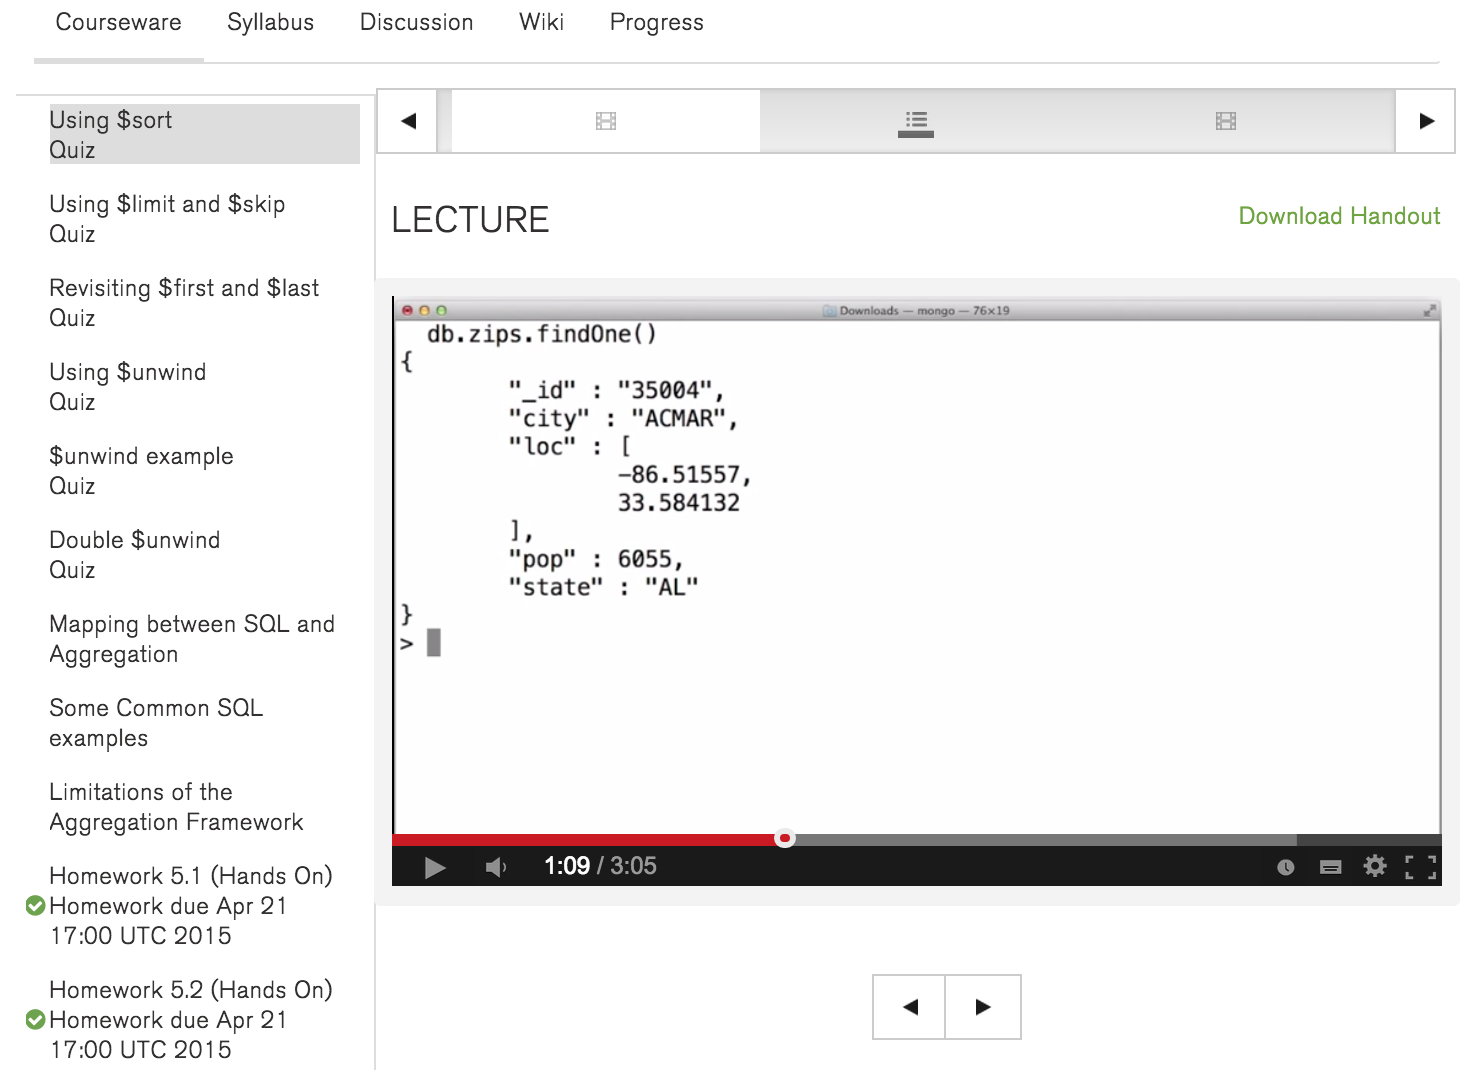 Courseware Syllabus Discussion Wiki Progress
Using $sort
Quiz
Using $limit and $skip
Quiz
Revisiting $first and $last
Quiz
Using $unwind
Quiz
$unwind example
Quiz
Double $unwind
Quiz
Mapping between SQL and
Aggregation
Some Common SQL
examples
Limitations of the
Aggregation Framework
Homework 5.1 (Hands On)
Homework due Apr 21
17:00 UTC 2015
Homework 5.2 (Hands On)
Homework due Apr 21
17:00 UTC 2015
LECTURE
Download Handout
Downloads — mongo — 76×19
db.zips.findOne()
{
"_id" : "35004",
"city" : "ACMAR",
"loc" : [
-86.51557,
33.584132
],
"pop" : 6055,
"state" : "AL"
}
>
1:09 / 3:05